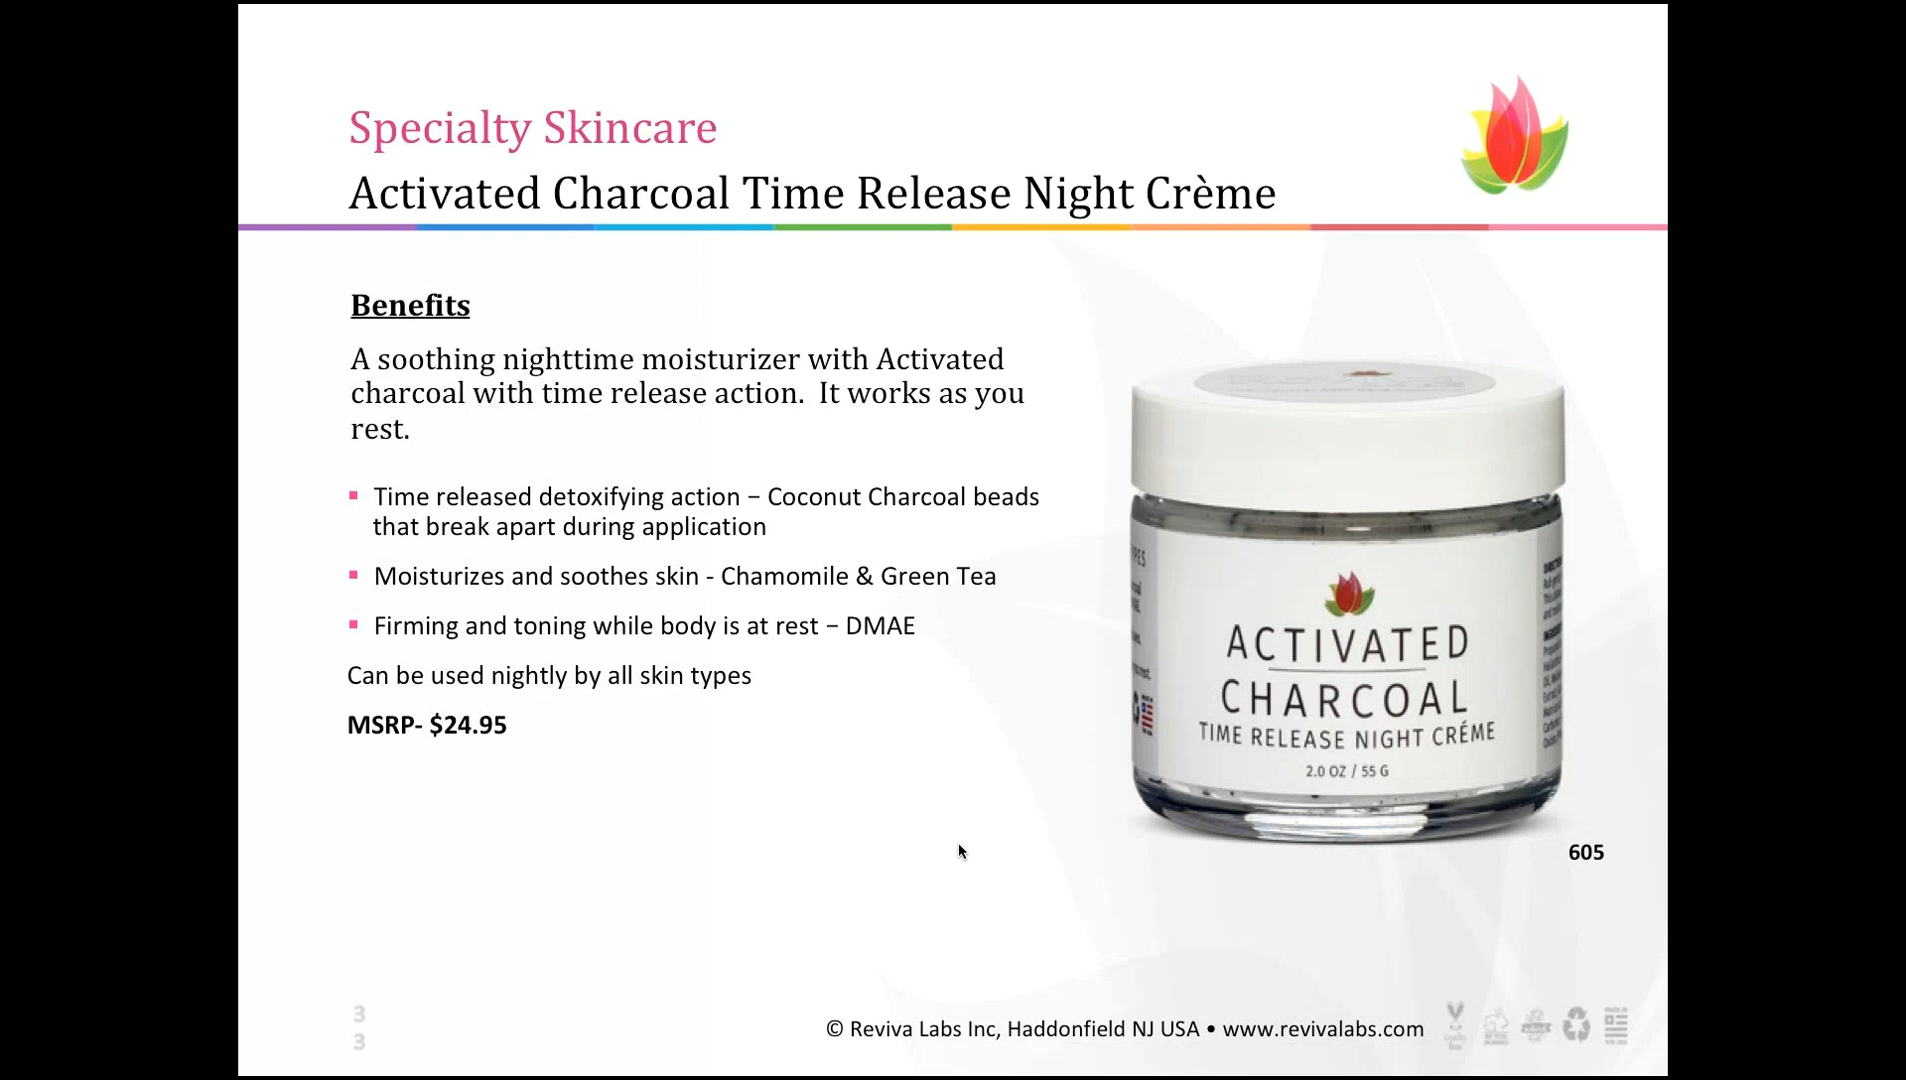 Specialty Skincare
Activated Charcoal Time Release Night Crème
Benefits
A soothing nighttime moisturizer with Activated
charcoal with time release action.  It works as you
rest.
▪ Time released detoxifying action – Coconut Charcoal beads
that break apart during application
▪ Moisturizes and soothes skin - Chamomile & Green Tea
▪ Firming and toning while body is at rest – DMAE
Can be used nightly by all skin types
MSRP- $24.95
ACTIVATED
CHARCOAL
TIME RELEASE NIGHT CRÉME
2.0 OZ / 55 G
605
3
3
© Reviva Labs Inc, Haddonfield NJ USA • www.revivalabs.com